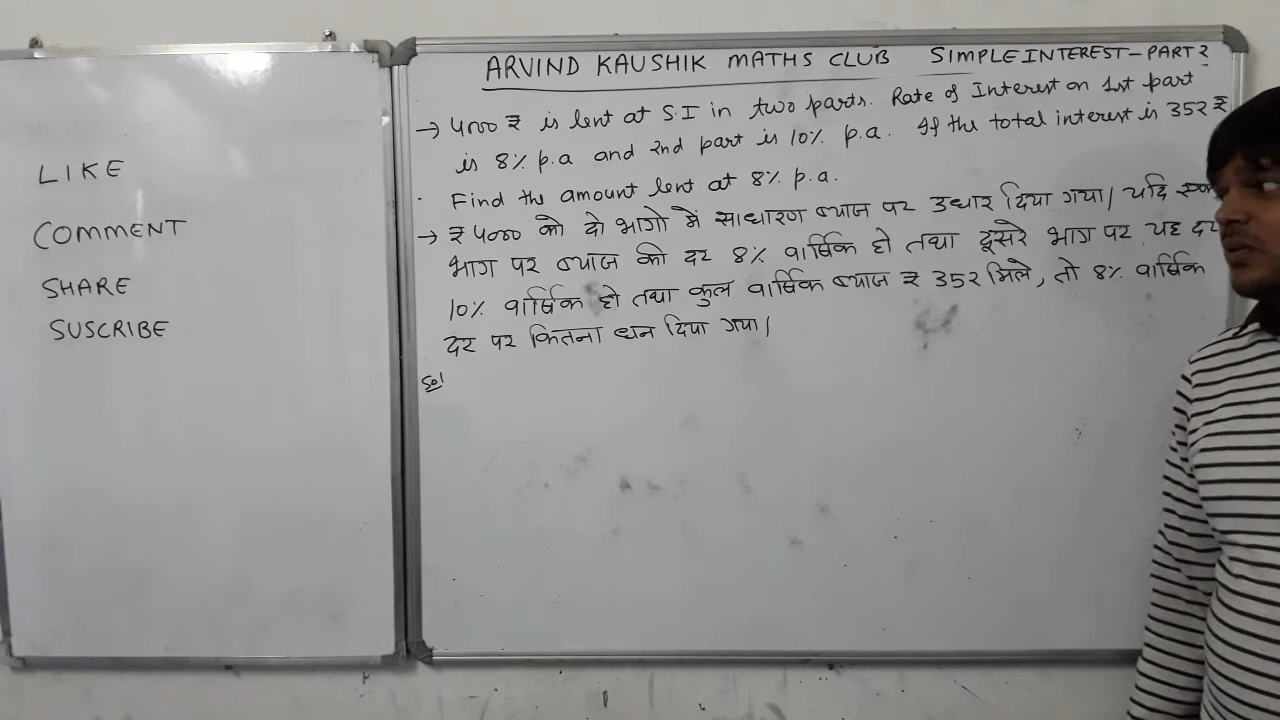 LIKE
COMMENT
SHARE
SUSCRIBE
ARVIND KAUSHIK MATHS CLUB SIMPLE INTEREST - PART 2
→ 4000 ₹ is lent at S.I in two parts. Rate of Interest on 1st part
is 8% p.a and 2nd part is 10% p.a. If the total interest is 352 ₹
Find the amount lent at 8% p.a.
→ ₹ 4000 को दो भागो में साधारण ब्याज पर उधार दिया गया। यदि
भाग पर ब्याज की दर 8% वार्षिक हो तथा दूसरे भाग पर यह दर
10% वार्षिक हो तथा कुल वार्षिक ब्याज ₹ 352 मिले, तो 8% वार्षिक
दर पर कितना धन दिया गया।
Sol